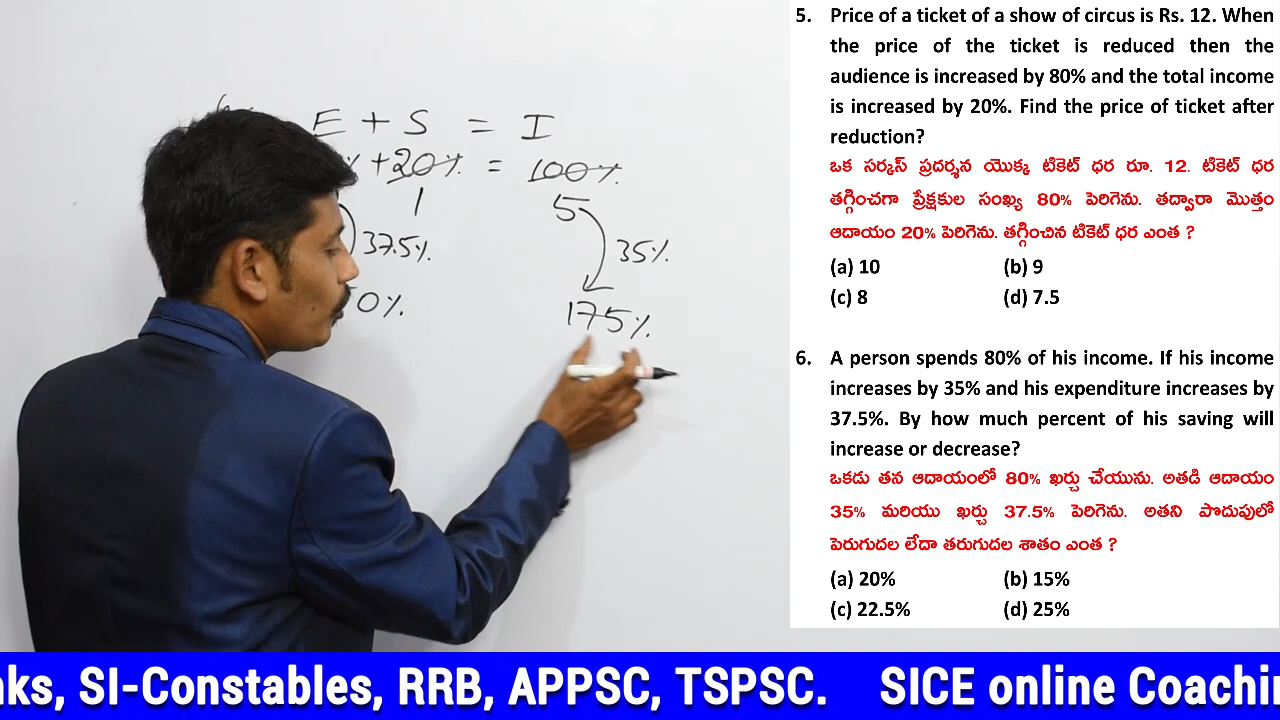 E + S = I
% + 20% = 100%
1 5
37.5% 35%
0% 175%
5. Price of a ticket of a show of circus is Rs. 12. When
the price of the ticket is reduced then the
audience is increased by 80% and the total income
is increased by 20%. Find the price of ticket after
reduction?
ఒక సర్కస్ ప్రదర్శన యొక్క టికెట్ ధర రూ. 12. టికెట్ ధర
తగ్గించగా ప్రేక్షకుల సంఖ్య 80% పెరిగెను. తద్వారా మొత్తం
ఆదాయం 20% పెరిగెను. తగ్గించిన టికెట్ ధర ఎంత ?
(a) 10 (b) 9
(c) 8 (d) 7.5
6. A person spends 80% of his income. If his income
increases by 35% and his expenditure increases by
37.5%. By how much percent of his saving will
increase or decrease?
ఒకడు తన ఆదాయంలో 80% ఖర్చు చేయును. అతడి ఆదాయం
35% మరియు ఖర్చు 37.5% పెరిగెను. అతని పొదుపులో
పెరుగుదల లేదా తరుగుదల శాతం ఎంత ?
(a) 20% (b) 15%
(c) 22.5% (d) 25%
nks, SI-Constables, RRB, APPSC, TSPSC. SICE online Coachin